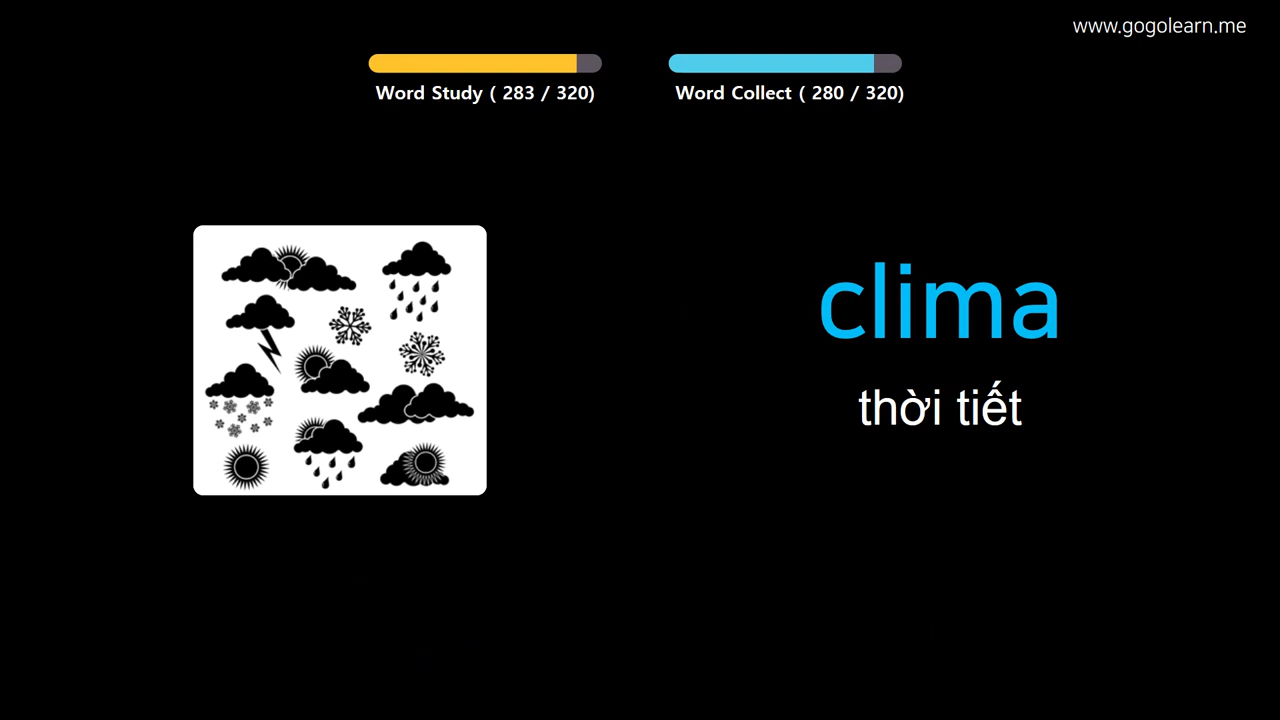 www.gogolearn.me
Word Study ( 283 / 320)
Word Collect ( 280 / 320)
clima
thời tiết